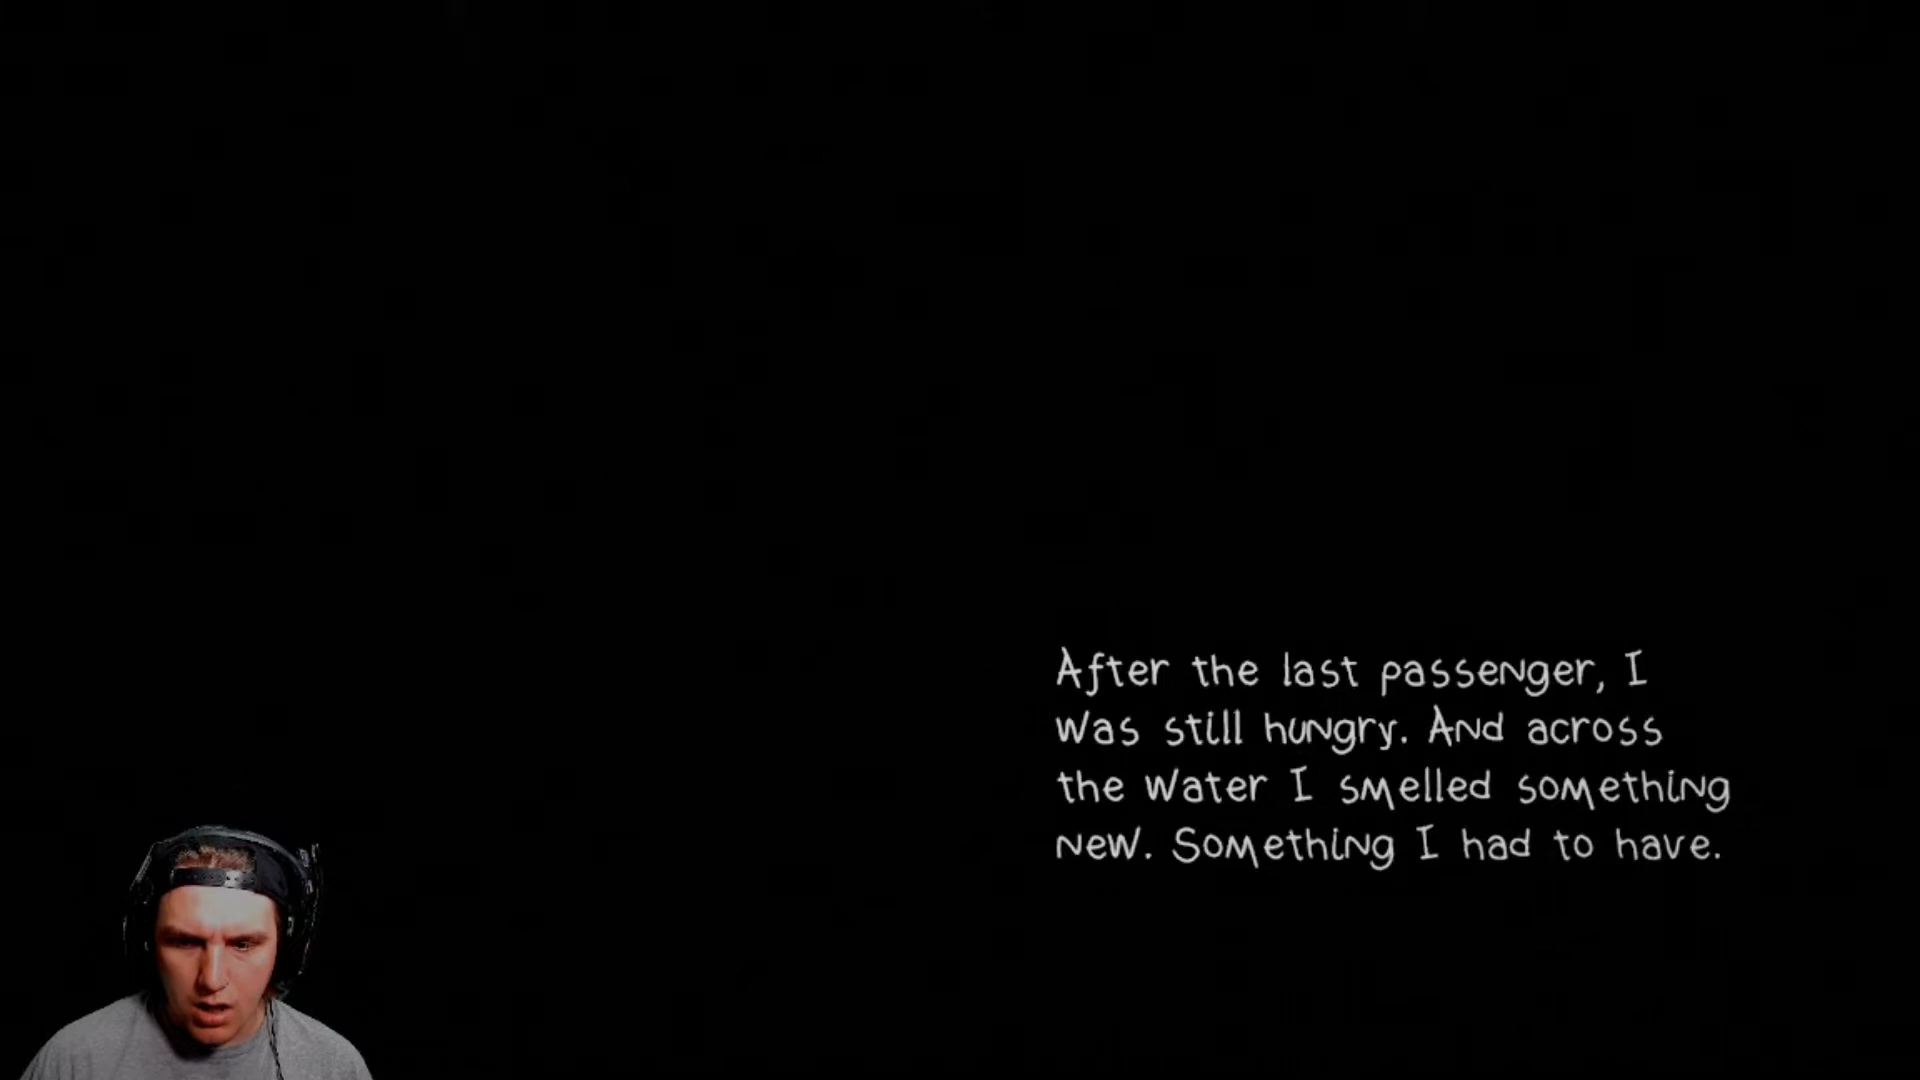 After the last passenger, I
was still hungry. And across
the water I smelled something
new. Something I had to have.